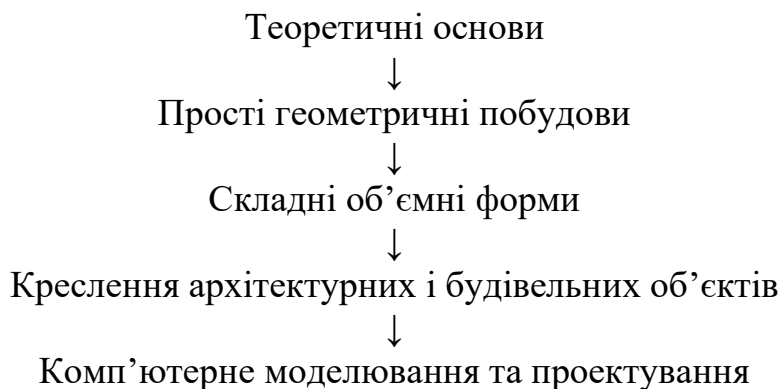 Теоретичні основи
↓
Прості геометричні побудови
↓
Складні об’ємні форми
↓
Креслення архітектурних і будівельних об’єктів
↓
Комп’ютерне моделювання та проектування